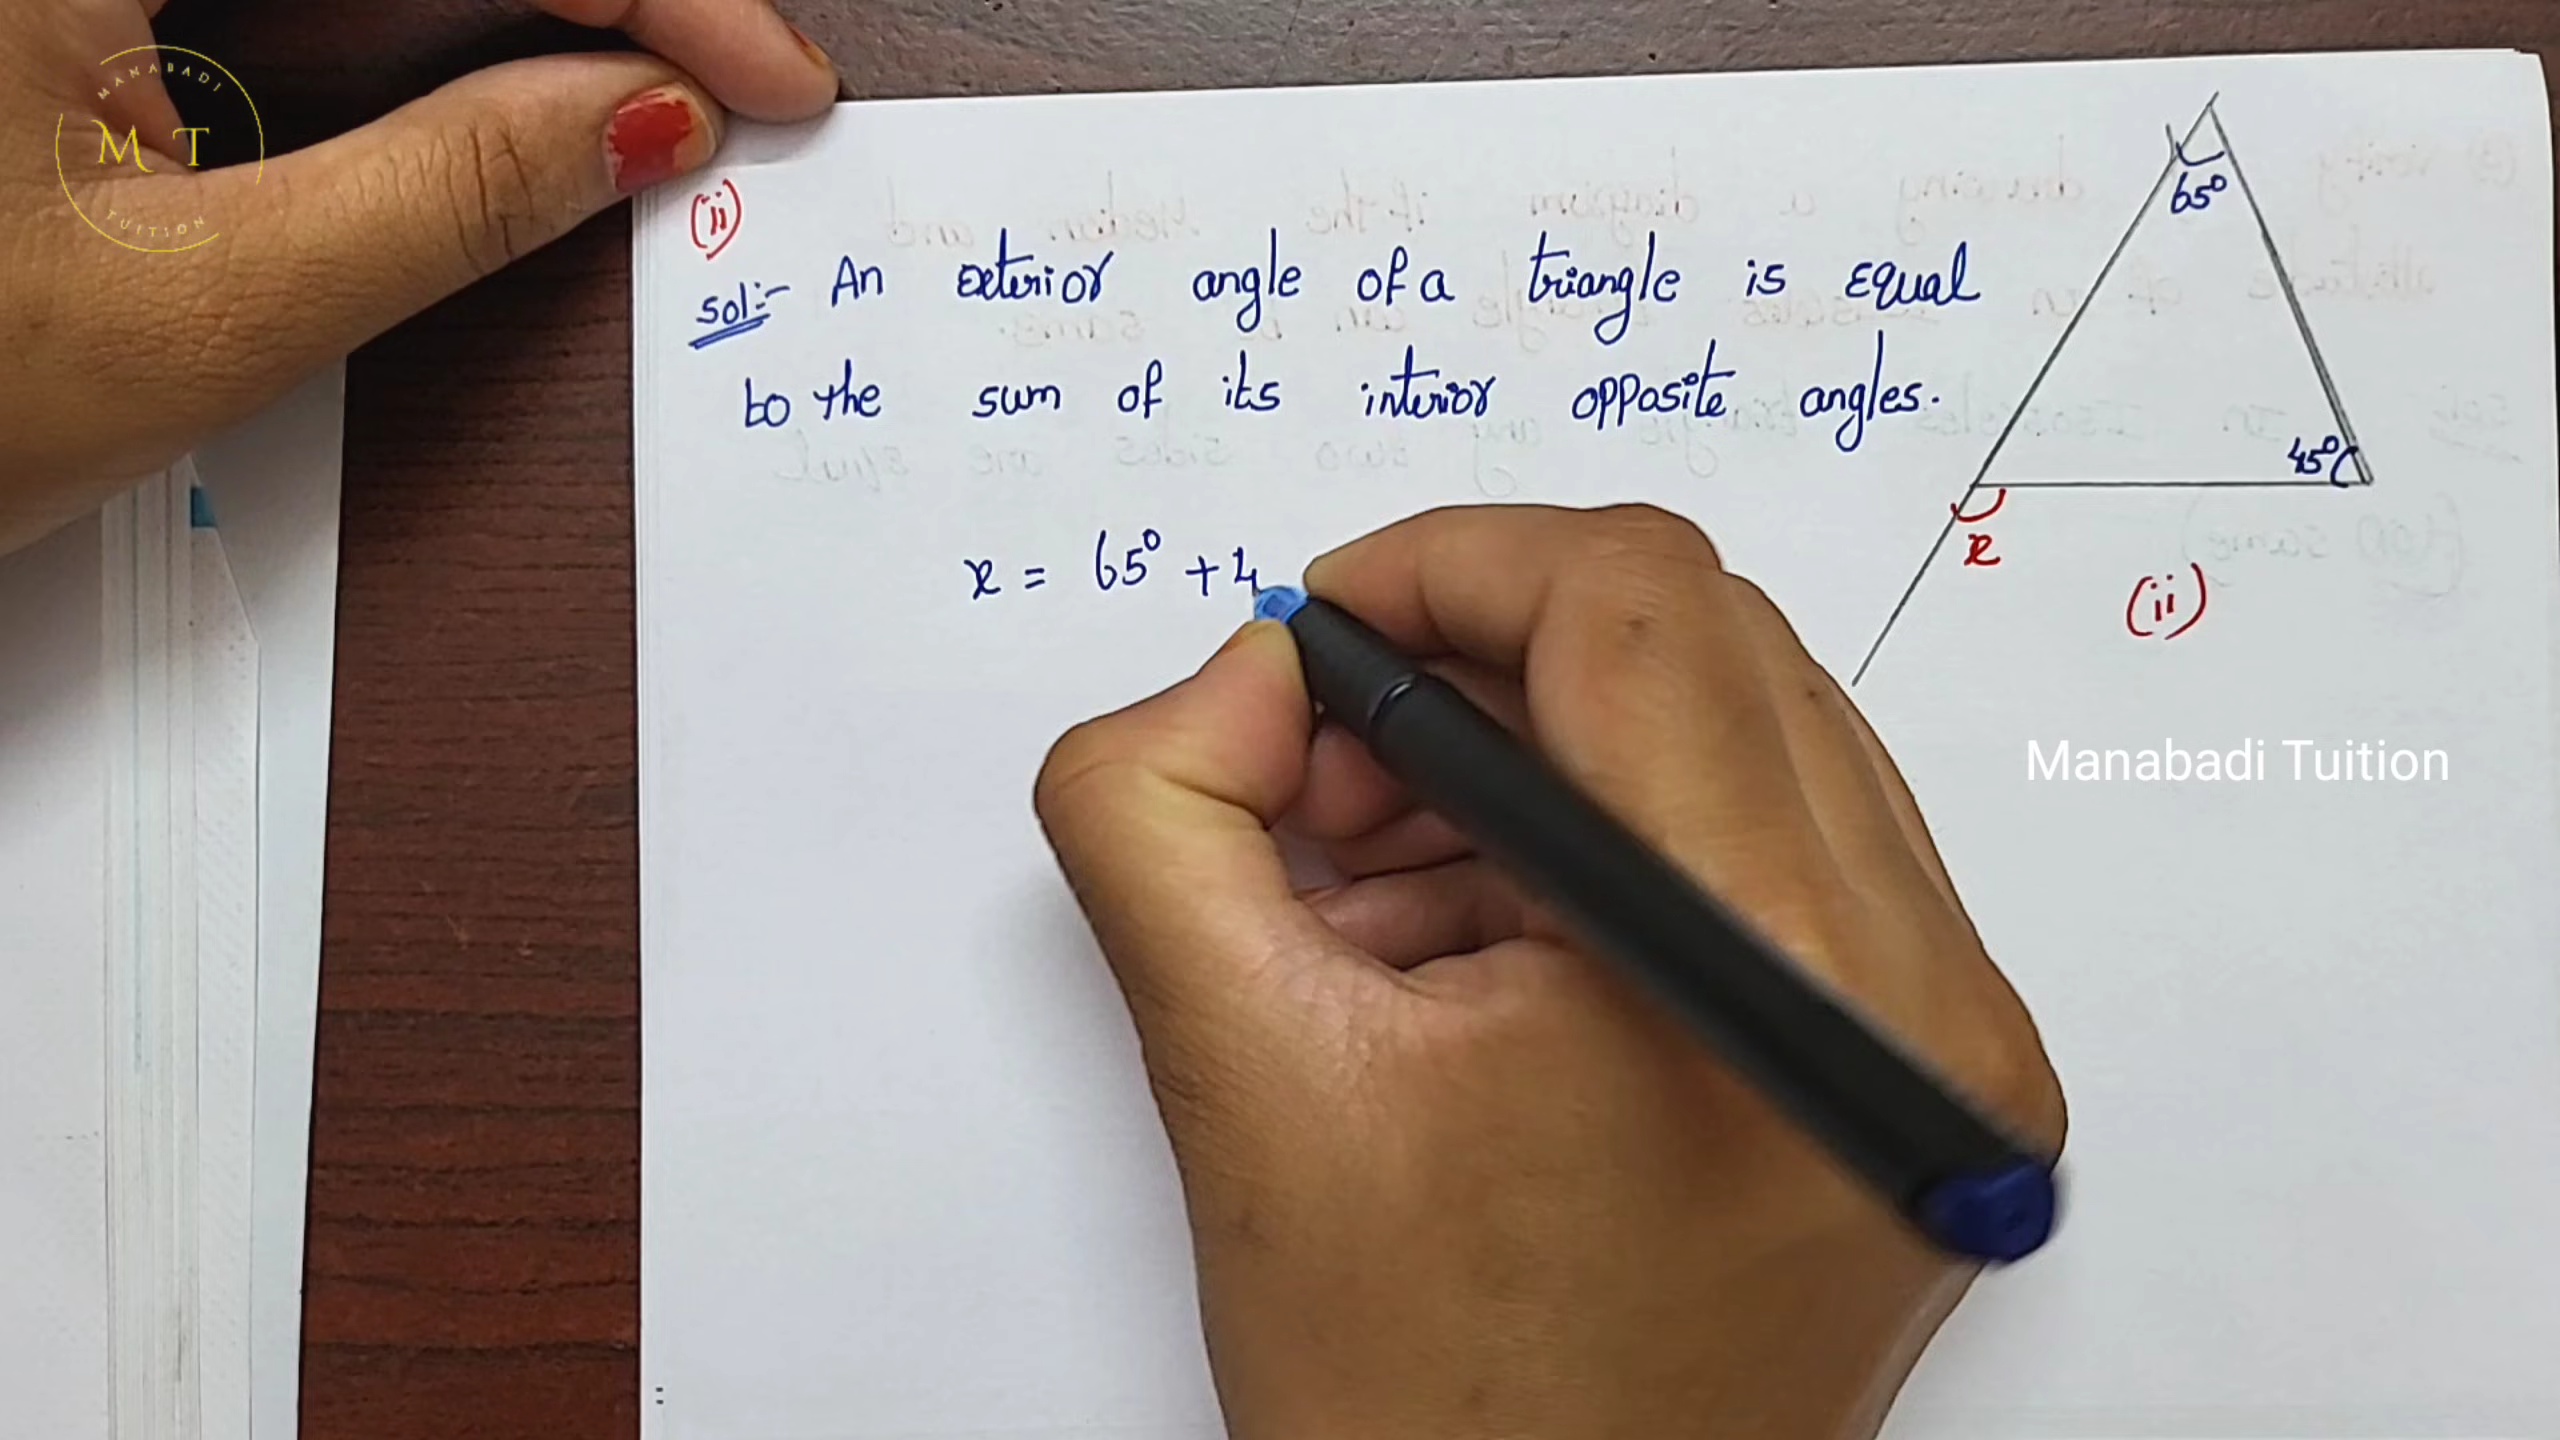 MANABADI
MT
TUITION
(ii)
sol:- An exterior angle of a triangle is equal
to the sum of its interior opposite angles.
x = 65° + 4
65°
45°
x
(ii)
Manabadi Tuition